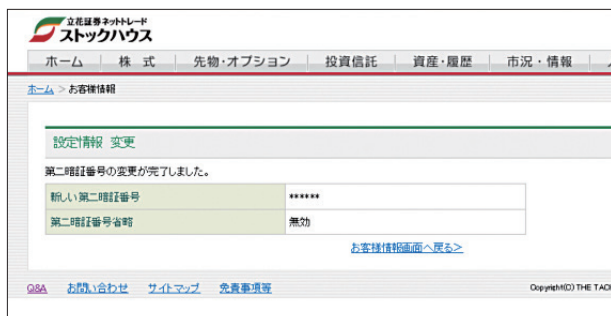 立花証券ネットトレード
ストックハウス
ホーム 株 式 先物・オプション 投資信託 資産・履歴 市況・情報
ホーム > お客様情報
設定情報 変更
第二暗証番号の変更が完了しました。
新しい第二暗証番号 ******
第二暗証番号省略 無効
お客様情報画面へ戻る>
Q&A お問い合わせ サイトマップ 免責事項等
Copyright(C) THE TAC